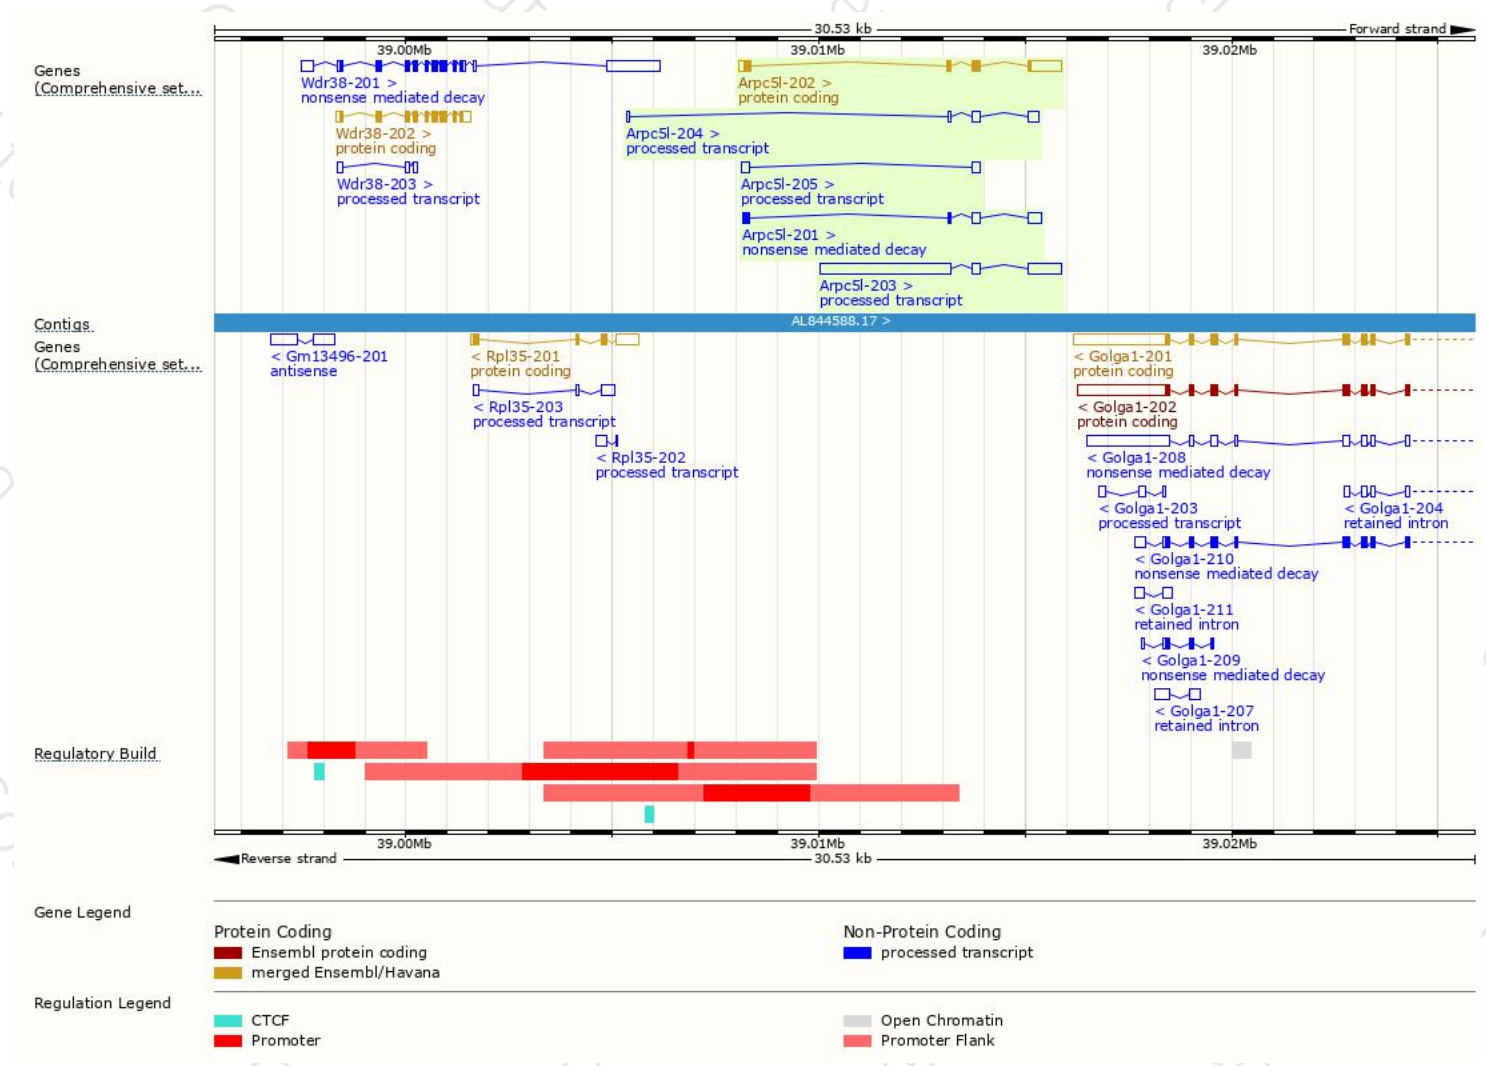 30.53 kb
Forward strand
39.00Mb 39.01Mb 39.02Mb
Genes
(Comprehensive set...
Wdr38-201 >
nonsense mediated decay
Arpc5l-202 >
protein coding
Wdr38-202 >
protein coding
Arpc5l-204 >
processed transcript
Wdr38-203 >
processed transcript
Arpc5l-205 >
processed transcript
Arpc5l-201 >
nonsense mediated decay
Arpc5l-203 >
processed transcript
Contigs
AL844588.17 >
Genes
(Comprehensive set...
< Gm13496-201
antisense
< Rpl35-201
protein coding
< Golga1-201
protein coding
< Rpl35-203
processed transcript
< Golga1-202
protein coding
< Rpl35-202
processed transcript
< Golga1-208
nonsense mediated decay
< Golga1-203
processed transcript
< Golga1-204
retained intron
< Golga1-210
nonsense mediated decay
< Golga1-211
retained intron
< Golga1-209
nonsense mediated decay
< Golga1-207
retained intron
Regulatory Build
39.00Mb 39.01Mb 39.02Mb
Reverse strand
30.53 kb
Gene Legend
Protein Coding
Ensembl protein coding
merged Ensembl/Havana
Non-Protein Coding
processed transcript
Regulation Legend
CTCF
Promoter
Open Chromatin
Promoter Flank